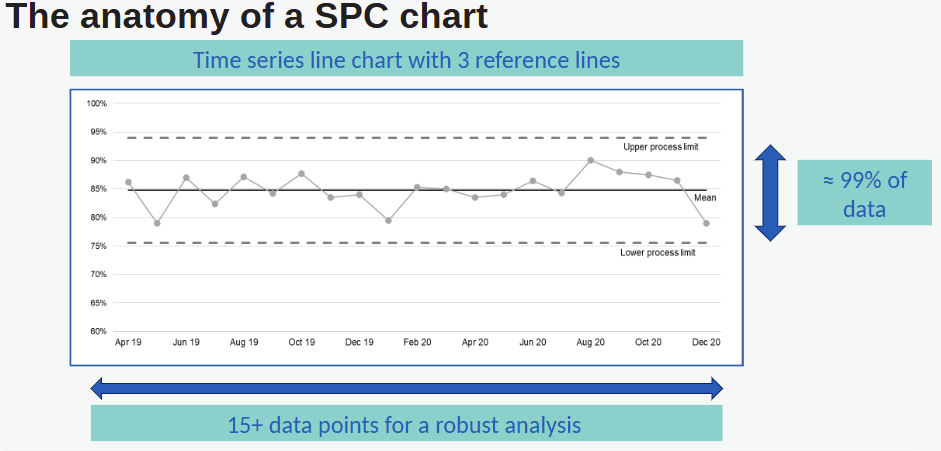 The anatomy of a SPC chart
Time series line chart with 3 reference lines
100%
95%
Upper process limit
90%
85%
Mean
80%
75%
Lower process limit
70%
65%
60%
Apr 19 Jun 19 Aug 19 Oct 19 Dec 19 Feb 20 Apr 20 Jun 20 Aug 20 Oct 20 Dec 20
≈ 99% of
data
15+ data points for a robust analysis